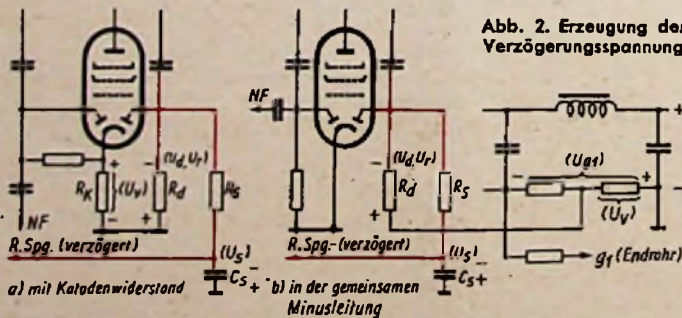 Abb. 2. Erzeugung der
Verzögerungsspannung
NF
(Ud, Ur)
(Ud, Ur)
(Ug1)
+
- + -
RK (Uv) Rd Rs
- +
- Rd Rs
+
- +
(Uv)
NF
R.Spg. (verzögert) (Us)
R.Spg.-(verzögert) (Us)
g1 (Endrohr)
Cs - +
Cs - +
a) mit Katodenwiderstand
b) in der gemeinsamen
Minusleitung